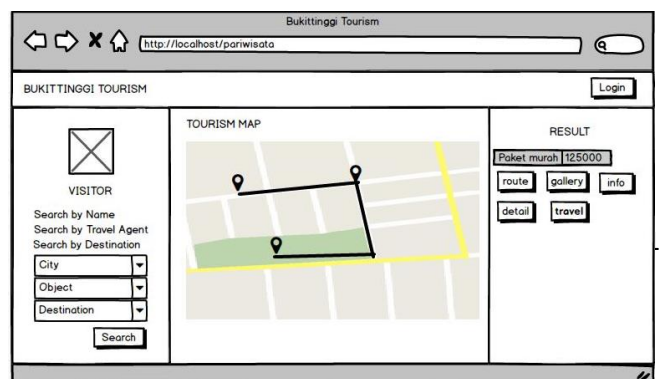 Bukittinggi Tourism
http://localhost/pariwisata
BUKITTINGGI TOURISM
Login
VISITOR
Search by Name
Search by Travel Agent
Search by Destination
City
Object
Destination
Search
TOURISM MAP
RESULT
Paket murah 125000
route gallery info
detail travel